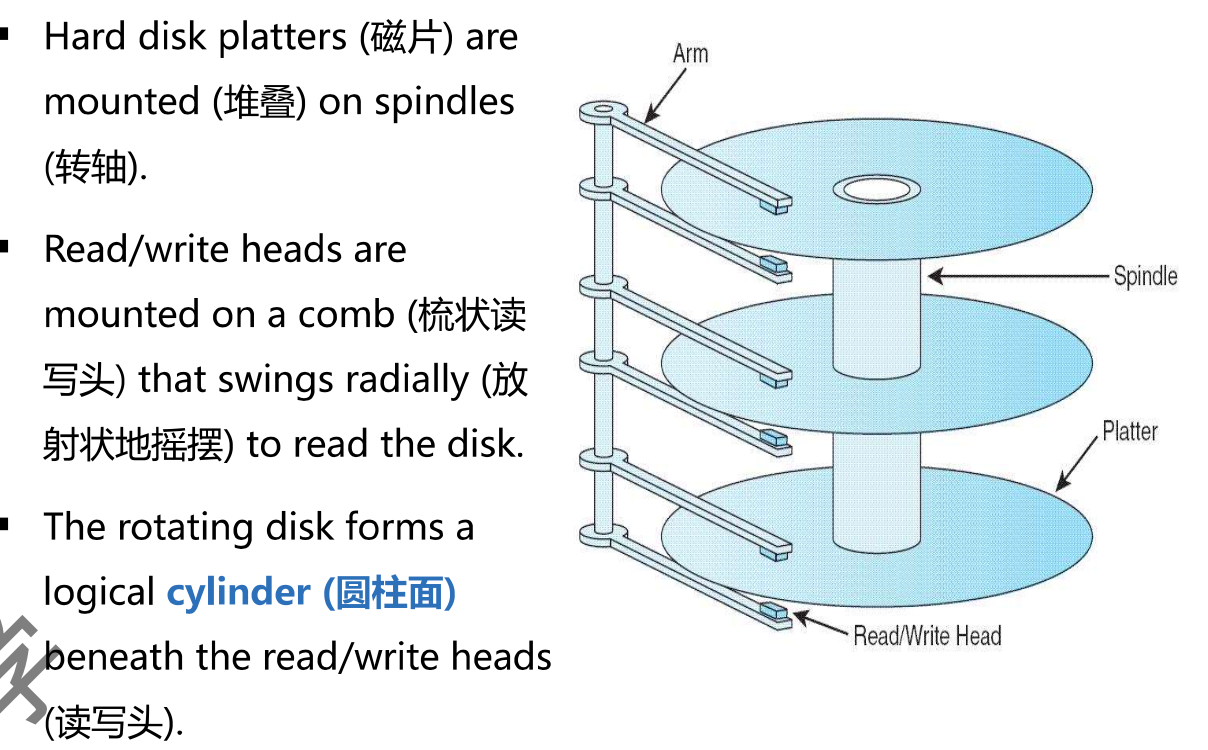 ▪ Hard disk platters (磁片) are
mounted (堆叠) on spindles
(转轴).
▪ Read/write heads are
mounted on a comb (梳状读
写头) that swings radially (放
射状地摇摆) to read the disk.
▪ The rotating disk forms a
logical cylinder (圆柱面)
beneath the read/write heads
(读写头).
Arm
Spindle
Platter
Read/Write Head
学